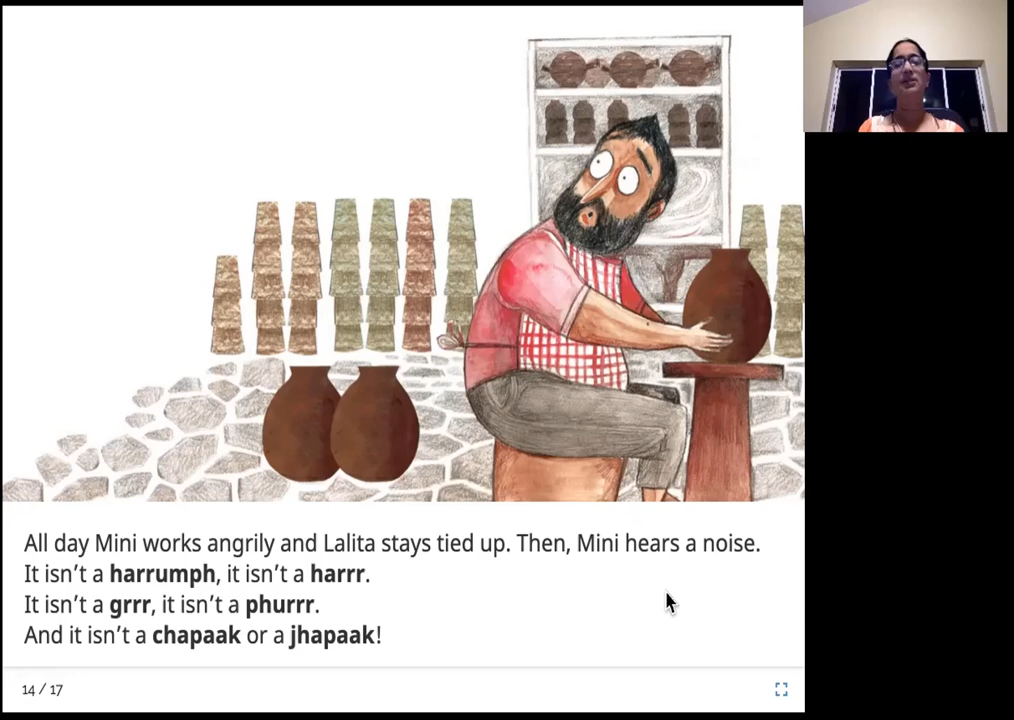 All day Mini works angrily and Lalita stays tied up. Then, Mini hears a noise.
It isn’t a harrumph, it isn’t a harrr.
It isn’t a grrr, it isn’t a phurrr.
And it isn’t a chapaak or a jhapaak!
14 / 17